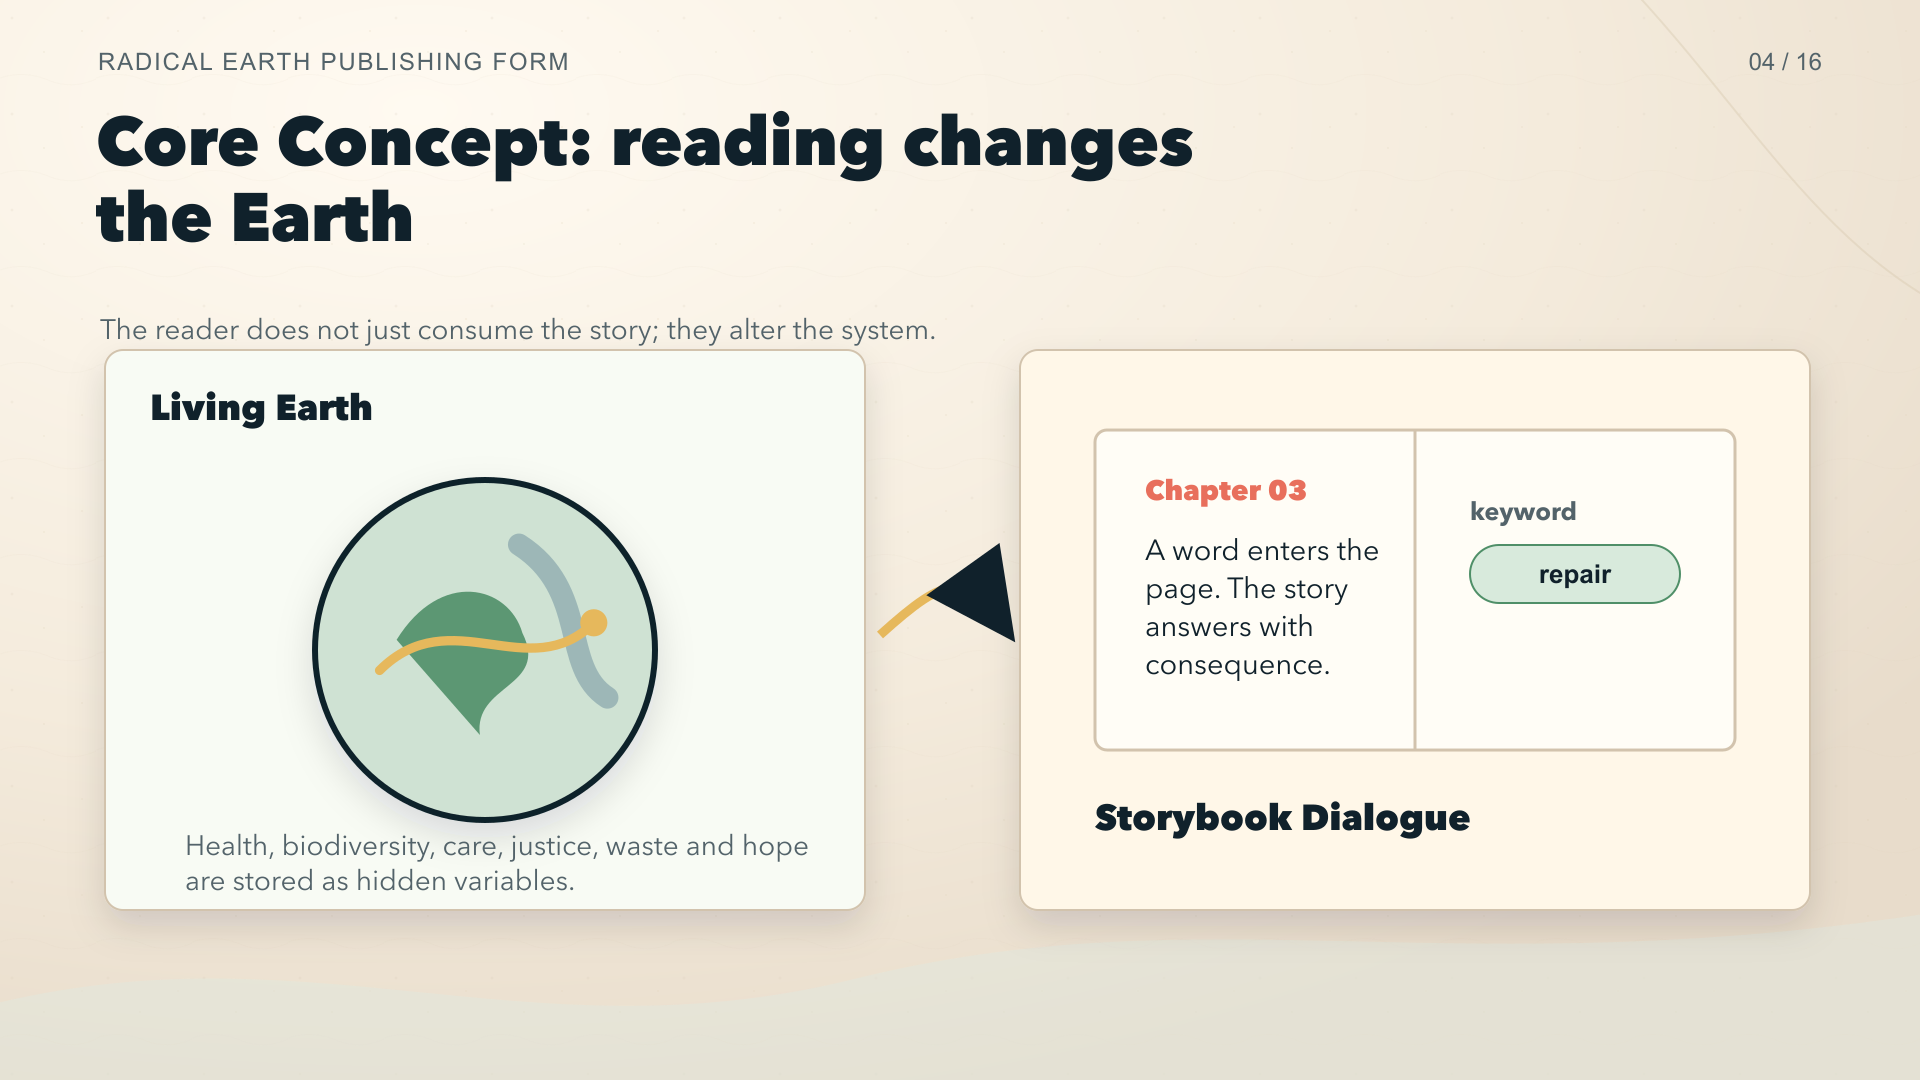 RADICAL EARTH PUBLISHING FORM
04 / 16
Core Concept: reading changes
the Earth
The reader does not just consume the story; they alter the system.
Living Earth
Health, biodiversity, care, justice, waste and hope
are stored as hidden variables.
Chapter 03
A word enters the
page. The story
answers with
consequence.
keyword
repair
Storybook Dialogue